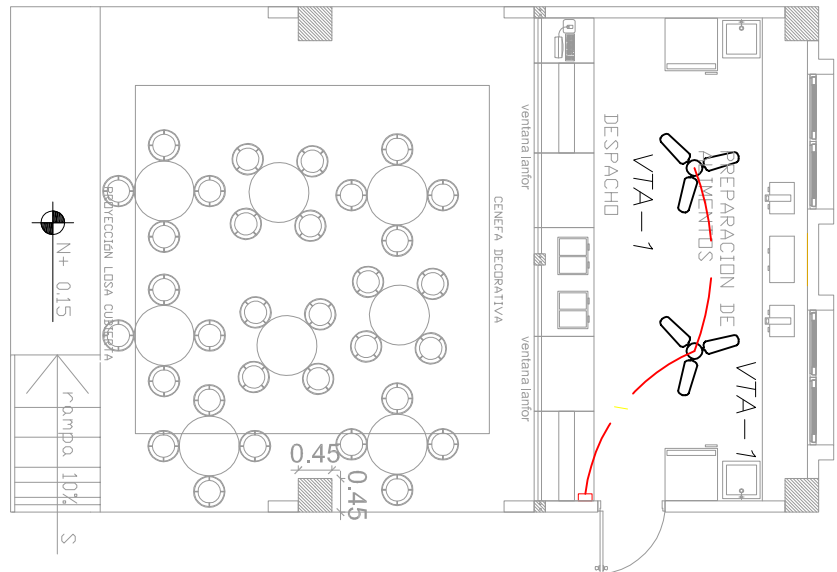 ventana lanfor
DESPACHO
VTA-1
PREPARACION DE
ALIMENTOS
PROYECCIÓN LOSA CUBIERTA
CENEFA DECORATIVA
N+ 0.15
ventana lanfor
VTA-1
rampa 10%
S
0.45
0.45